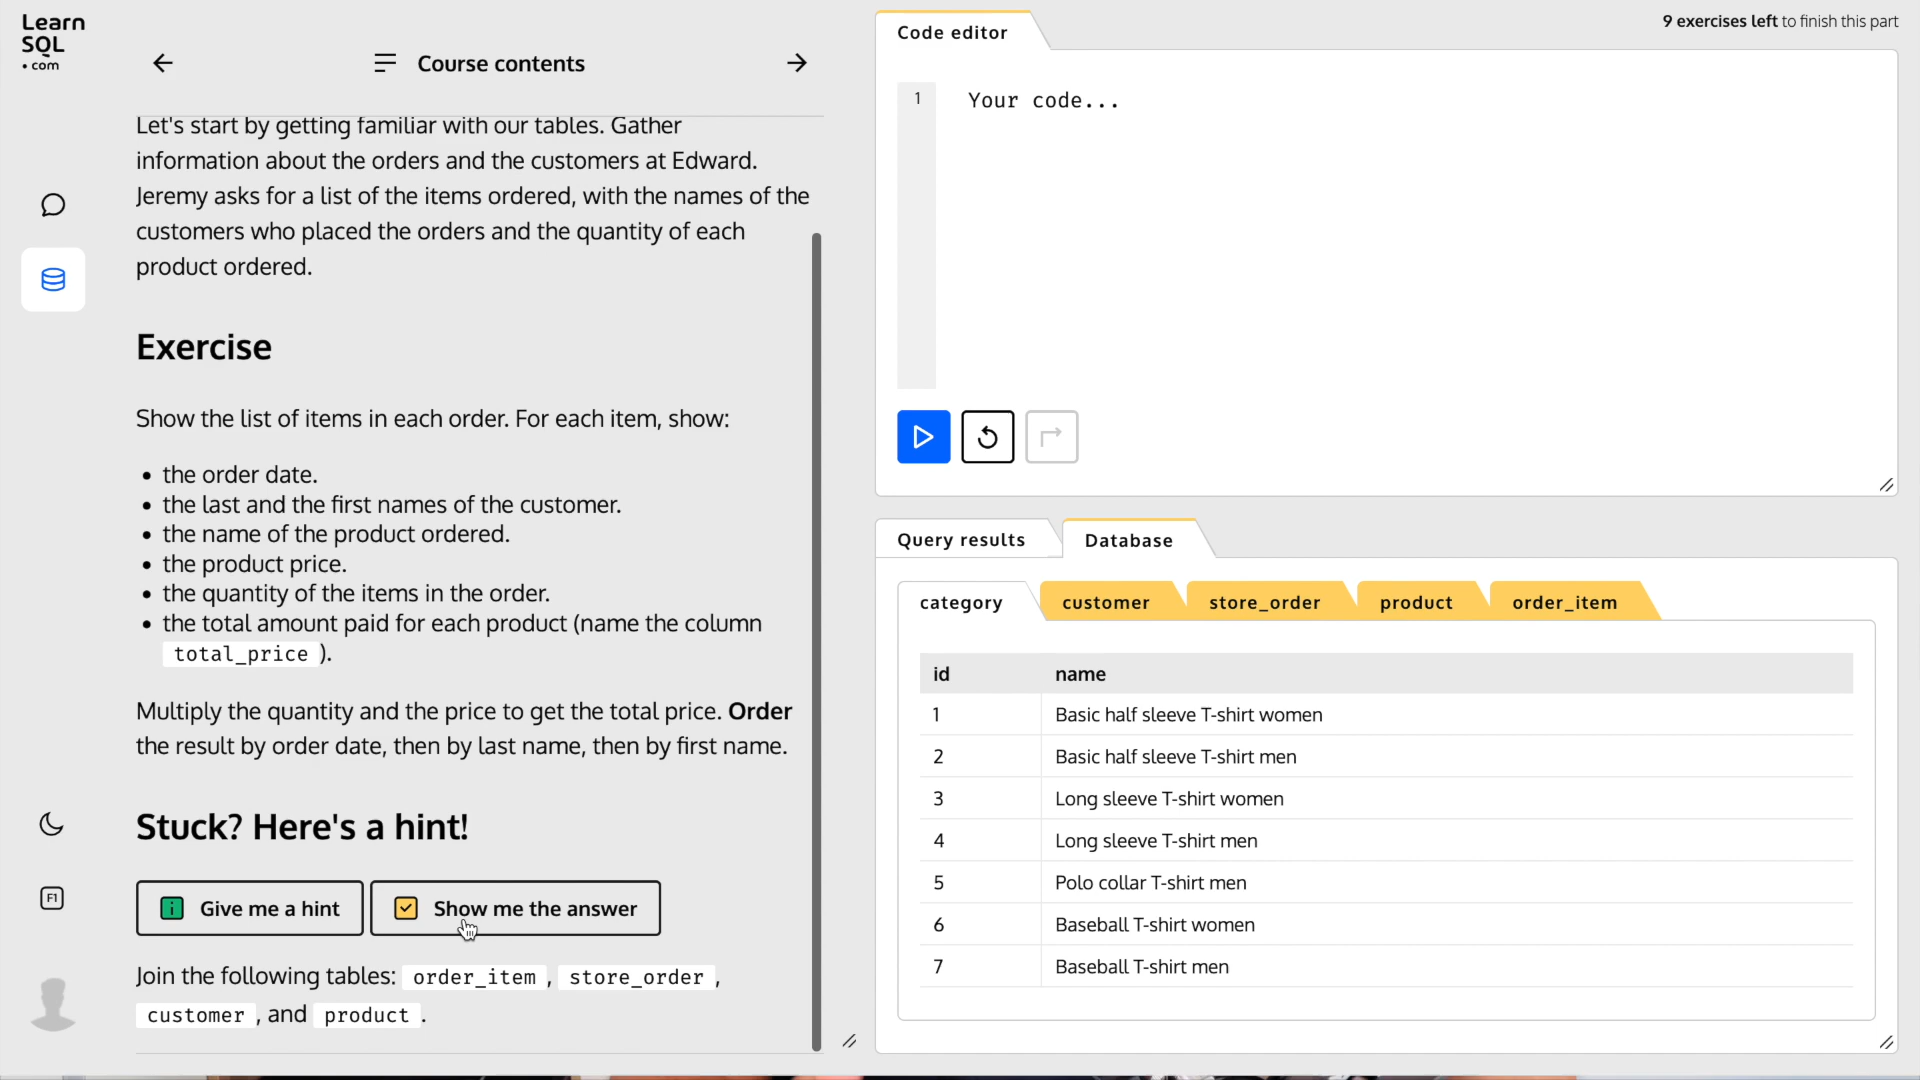 Learn
SQL
• com
Course contents
Let's start by getting familiar with our tables. Gather
information about the orders and the customers at Edward.
Jeremy asks for a list of the items ordered, with the names of the
customers who placed the orders and the quantity of each
product ordered.
Exercise
Show the list of items in each order. For each item, show:
• the order date.
• the last and the first names of the customer.
• the name of the product ordered.
• the product price.
• the quantity of the items in the order.
• the total amount paid for each product (name the column
total_price ).
Multiply the quantity and the price to get the total price. Order
the result by order date, then by last name, then by first name.
Stuck? Here's a hint!
Give me a hint
Show me the answer
Join the following tables: order_item , store_order ,
customer , and product .
F1
9 exercises left to finish this part
Code editor
1 Your code...
Query results
Database
category customer store_order product order_item
id name
1 Basic half sleeve T-shirt women
2 Basic half sleeve T-shirt men
3 Long sleeve T-shirt women
4 Long sleeve T-shirt men
5 Polo collar T-shirt men
6 Baseball T-shirt women
7 Baseball T-shirt men